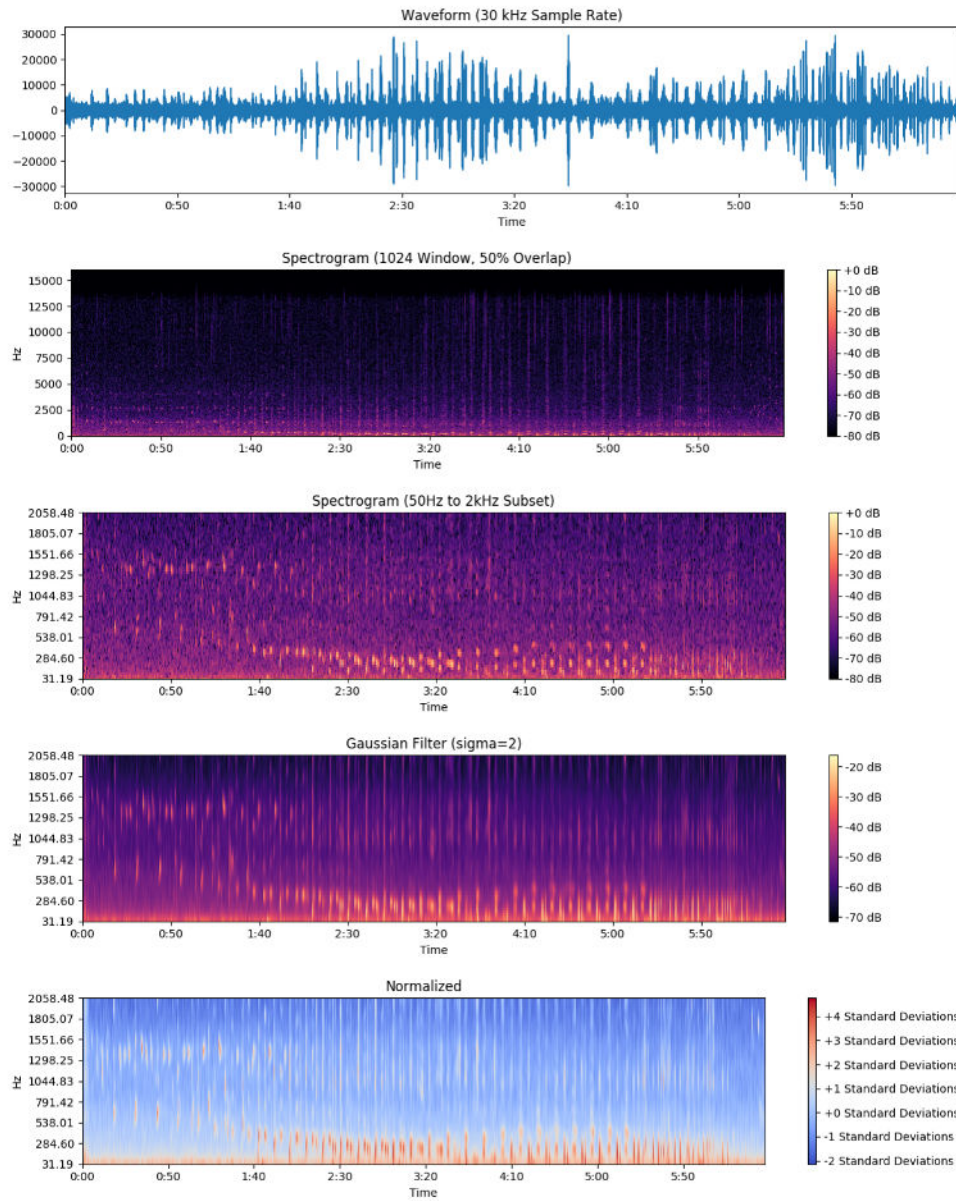 Waveform (30 kHz Sample Rate)
30000
20000
10000
0
−10000
−20000
−30000
0:00 0:50 1:40 2:30 3:20 4:10 5:00 5:50
Time
Spectrogram (1024 Window, 50% Overlap)
15000
12500
10000
7500
5000
2500
0
Hz
0:00 0:50 1:40 2:30 3:20 4:10 5:00 5:50
Time
+0 dB
-10 dB
-20 dB
-30 dB
-40 dB
-50 dB
-60 dB
-70 dB
-80 dB
Spectrogram (50Hz to 2kHz Subset)
2058.48
1805.07
1551.66
1298.25
1044.83
791.42
538.01
284.60
31.19
Hz
0:00 0:50 1:40 2:30 3:20 4:10 5:00 5:50
Time
+0 dB
-10 dB
-20 dB
-30 dB
-40 dB
-50 dB
-60 dB
-70 dB
-80 dB
Gaussian Filter (sigma=2)
2058.48
1805.07
1551.66
1298.25
1044.83
791.42
538.01
284.60
31.19
Hz
0:00 0:50 1:40 2:30 3:20 4:10 5:00 5:50
Time
-20 dB
-30 dB
-40 dB
-50 dB
-60 dB
-70 dB
Normalized
2058.48
1805.07
1551.66
1298.25
1044.83
791.42
538.01
284.60
31.19
Hz
0:00 0:50 1:40 2:30 3:20 4:10 5:00 5:50
Time
+4 Standard Deviations
+3 Standard Deviations
+2 Standard Deviations
+1 Standard Deviations
+0 Standard Deviations
-1 Standard Deviations
-2 Standard Deviations